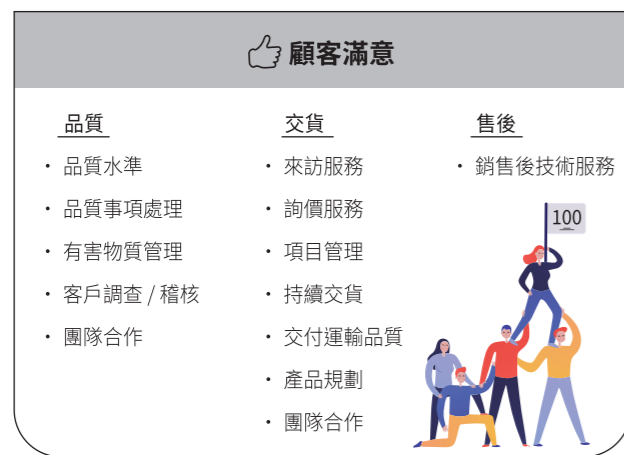 顧客滿意
品質
・ 品質水準
・ 品質事項處理
・ 有害物質管理
・ 客戶調查 / 稽核
・ 團隊合作
交貨
・ 來訪服務
・ 詢價服務
・ 項目管理
・ 持續交貨
・ 交付運輸品質
・ 產品規劃
・ 團隊合作
售後
・ 銷售後技術服務
100